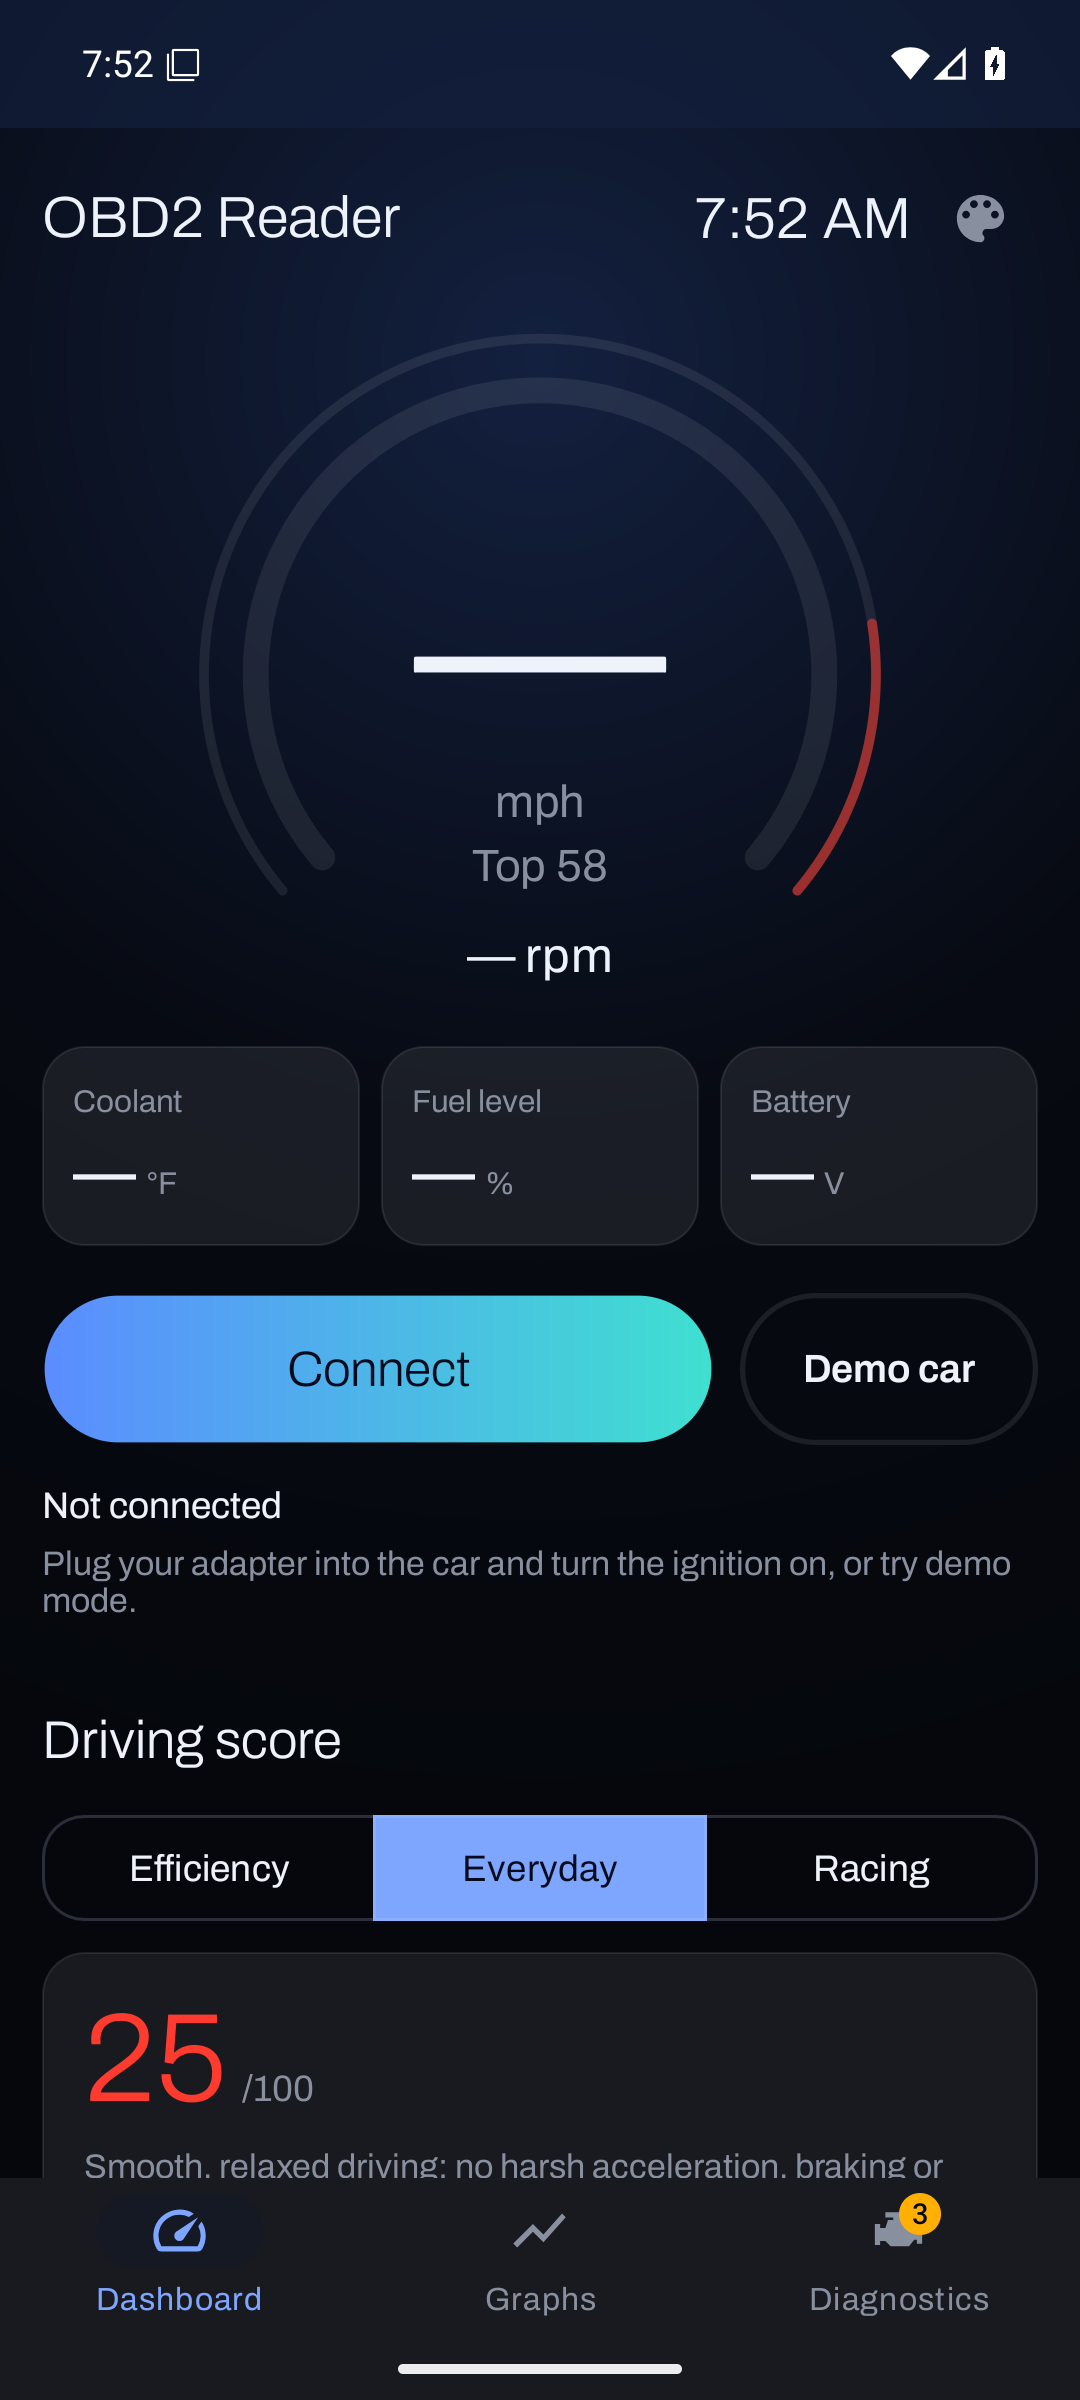 7:52
OBD2 Reader
7:52 AM
mph
Top 58
— rpm
Coolant
— °F
Fuel level
— %
Battery
— V
Connect
Demo car
Not connected
Plug your adapter into the car and turn the ignition on, or try demo
mode.
Driving score
Efficiency
Everyday
Racing
25 /100
Smooth, relaxed driving: no harsh acceleration, braking or
3
Dashboard
Graphs
Diagnostics